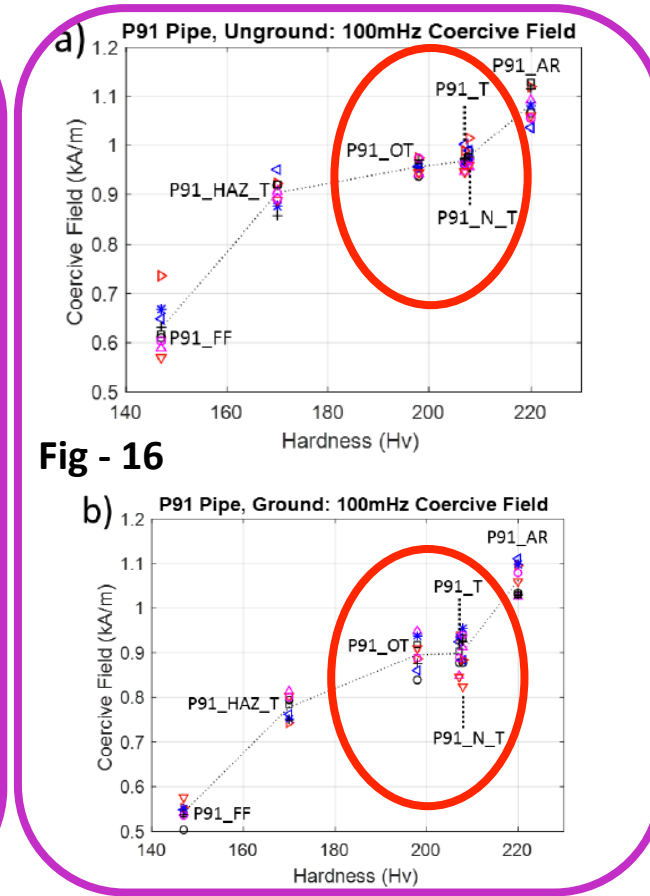 a) P91 Pipe, Unground: 100mHz Coercive Field
1.2
1.1
1
0.9
0.8
0.7
0.6
0.5
Coercive Field (kA/m)
P91_AR
P91_T
P91_OT
P91_HAZ_T
P91_N_T
P91_FF
140 160 180 200 220
Hardness (Hv)
Fig - 16
b) P91 Pipe, Ground: 100mHz Coercive Field
1.2
1.1
1
0.9
0.8
0.7
0.6
0.5
Coercive Field (kA/m)
P91_AR
P91_T
P91_OT
P91_HAZ_T
P91_N_T
P91_FF
140 160 180 200 220
Hardness (Hv)